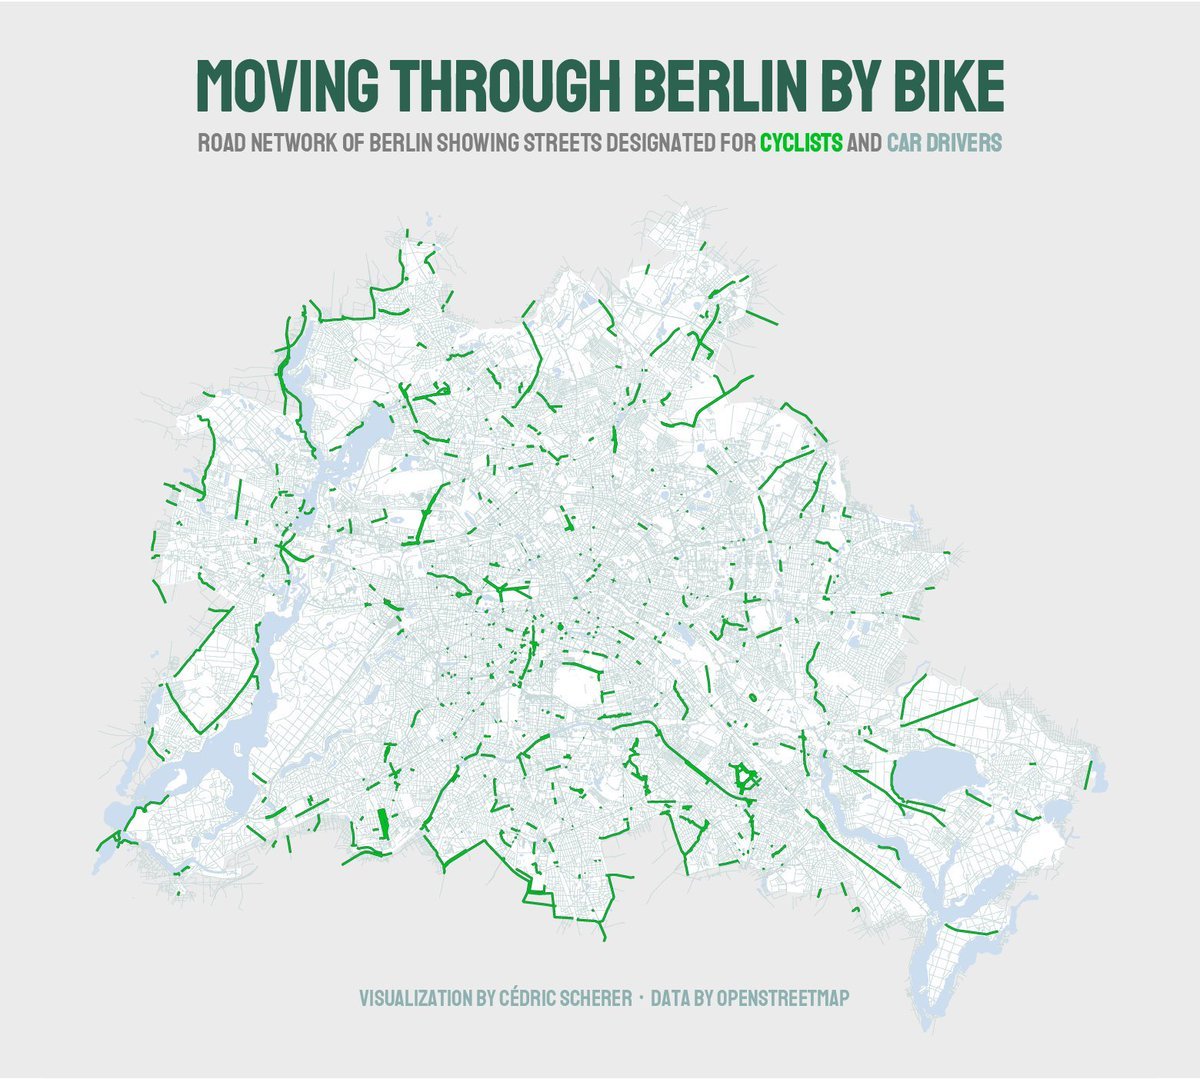 MOVING THROUGH BERLIN BY BIKE
ROAD NETWORK OF BERLIN SHOWING STREETS DESIGNATED FOR CYCLISTS AND CAR DRIVERS
VISUALIZATION BY CÉDRIC SCHERER · DATA BY OPENSTREETMAP